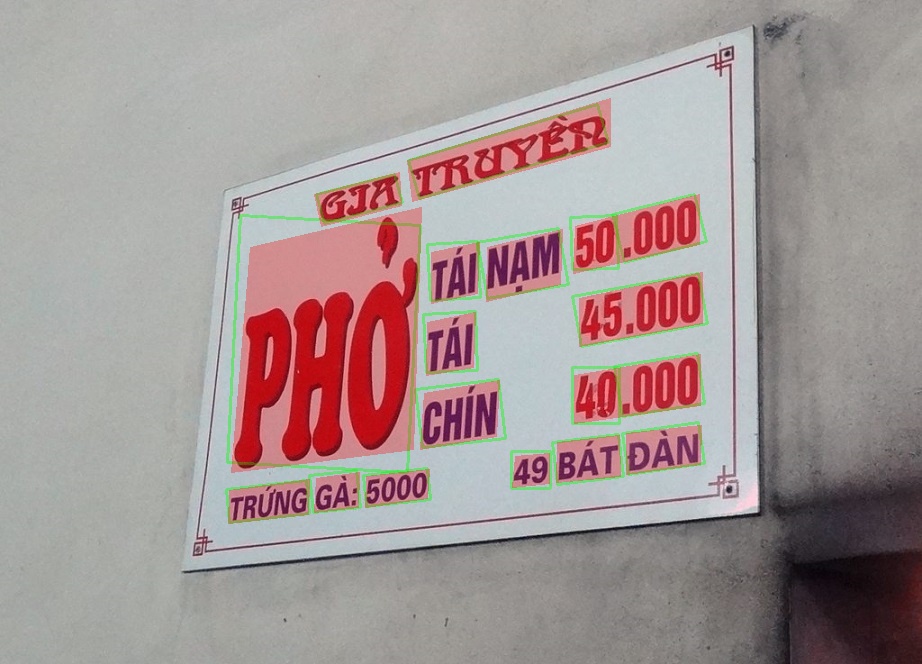 GIA TRUYỀN
PHỞ
TÁI NẠM 50.000
TÁI 45.000
CHÍN 40.000
TRỨNG GÀ: 5000
49 BÁT ĐÀN